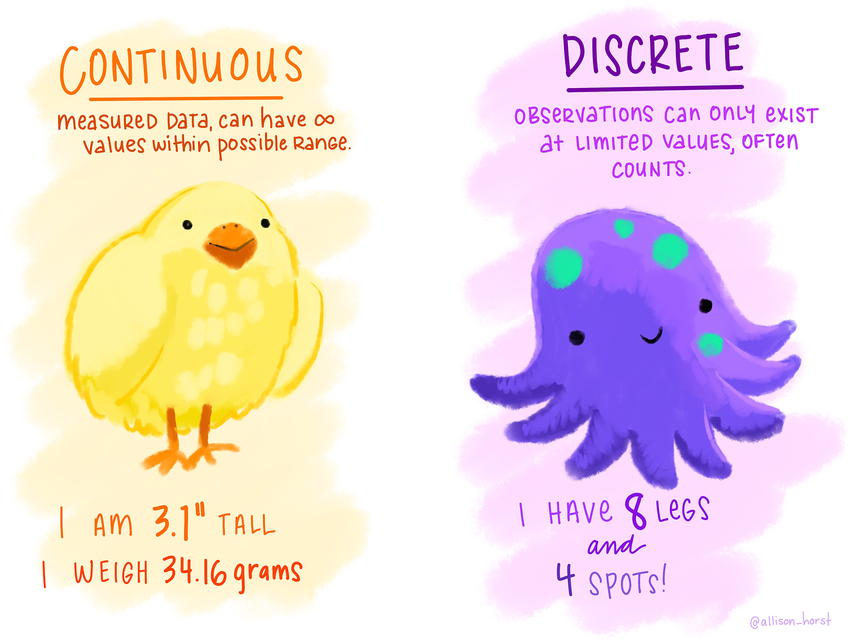 CONTINUOUS
measured data, can have ∞
values within possible range.
I AM 3.1" TALL
I WEIGH 34.16 grams
DISCRETE
OBSERVATIONS CAN ONLY EXIST
at LIMITED VALUES, OFTEN
COUNTS.
I HAVE 8 LEGS
and
4 SPOTS!
@allison_horst